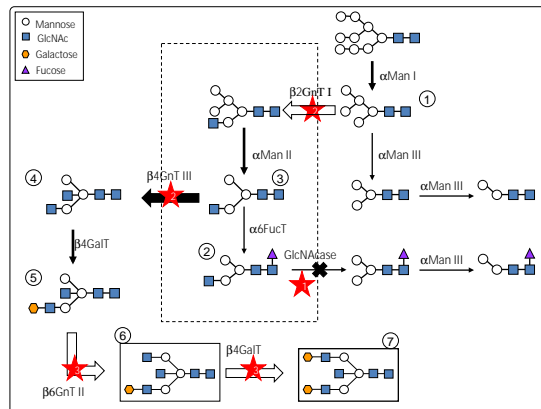 Mannose
GlcNAc
Galactose
Fucose
αMan I
β2GnT I
1
αMan II
αMan III
αMan III
β4GnT III
2
3
4
α6FucT
2
GlcNAcase
1
αMan III
β4GalT
5
6
β4GalT
7
β6GnT II